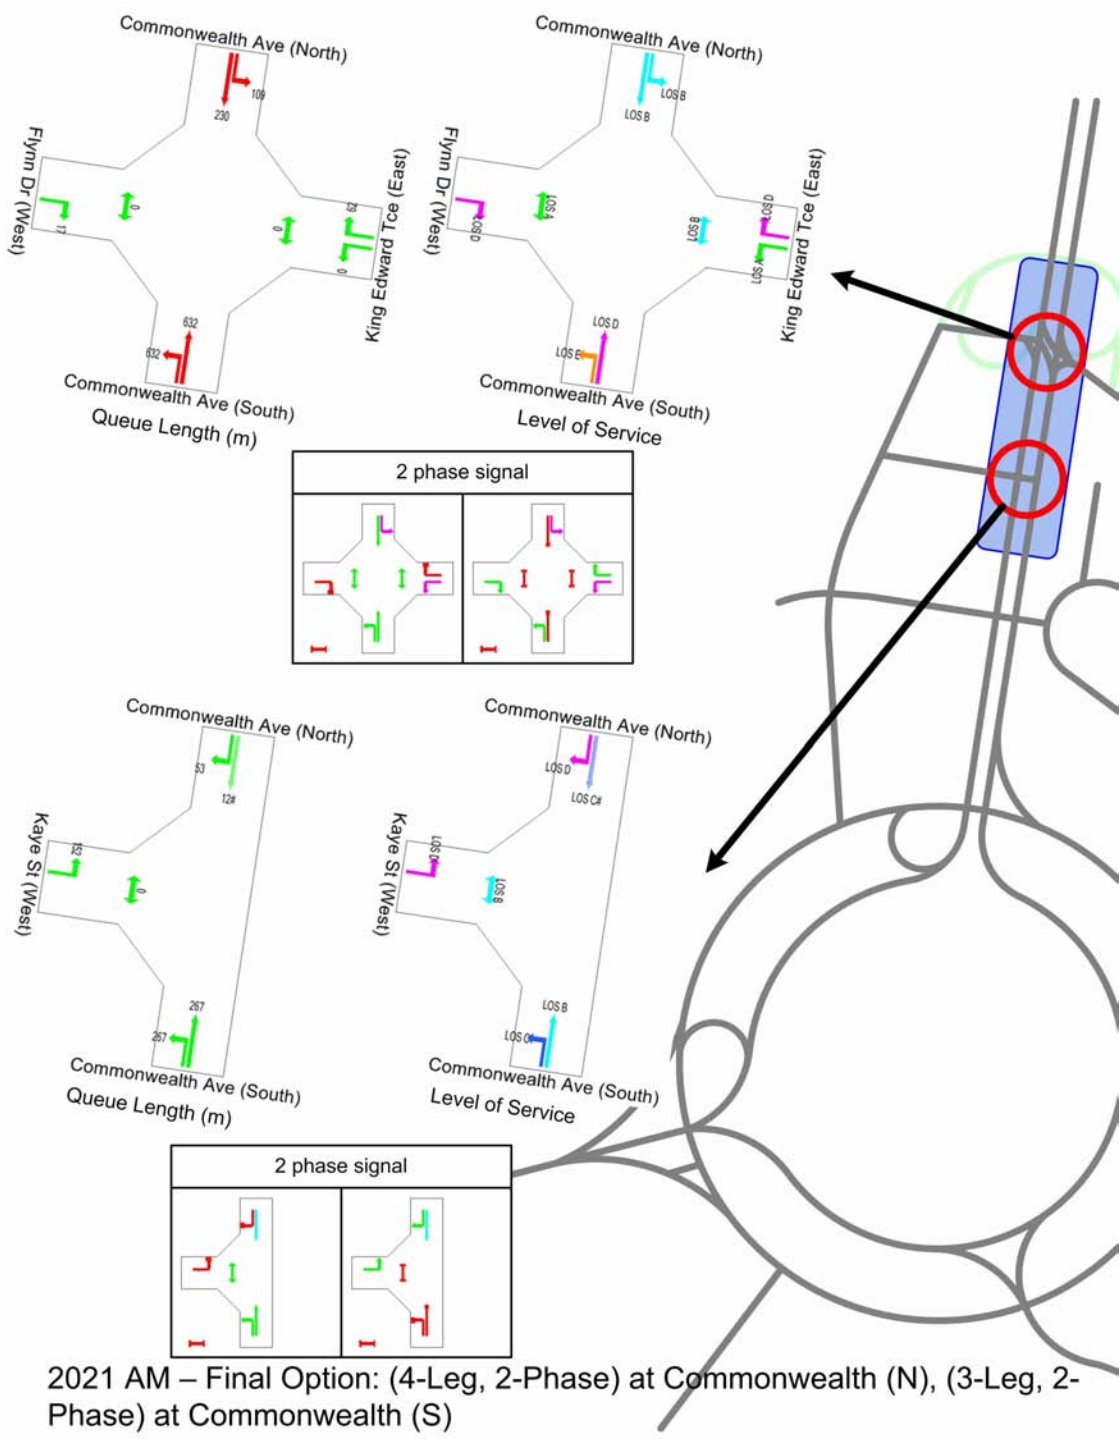 Commonwealth Ave (North)
109
230
Flynn Dr (West)
17
0
0
62
0
King Edward Tce (East)
632
632
Commonwealth Ave (South)
Queue Length (m)
Commonwealth Ave (North)
LOS B
LOS B
Flynn Dr (West)
LOS D
LOS A
LOS B
LOS D
LOS A
King Edward Tce (East)
LOS D
LOS E
Commonwealth Ave (South)
Level of Service
2 phase signal
Commonwealth Ave (North)
53
12#
Kaye St (West)
152
0
267
267
Commonwealth Ave (South)
Queue Length (m)
Commonwealth Ave (North)
LOS D
LOS C#
Kaye St (West)
LOS D
LOS B
LOS B
LOS C
Commonwealth Ave (South)
Level of Service
2 phase signal
2021 AM – Final Option: (4-Leg, 2-Phase) at Commonwealth (N), (3-Leg, 2-
Phase) at Commonwealth (S)